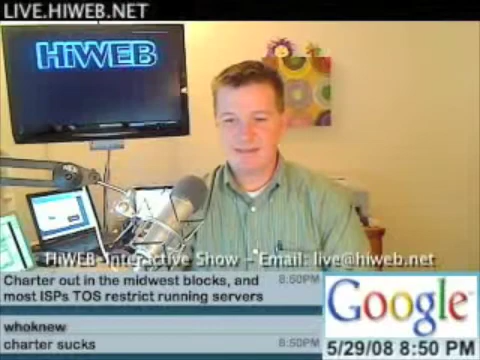 LIVE.HIWEB.NET
HiWEB
HiWEB -Interactive Show – Email: live@hiweb.net
Charter out in the midwest blocks, and 8:50PM
most ISPs TOS restrict running servers
whoknew
charter sucks 8:50PM
Google™
5/29/08 8:50 PM